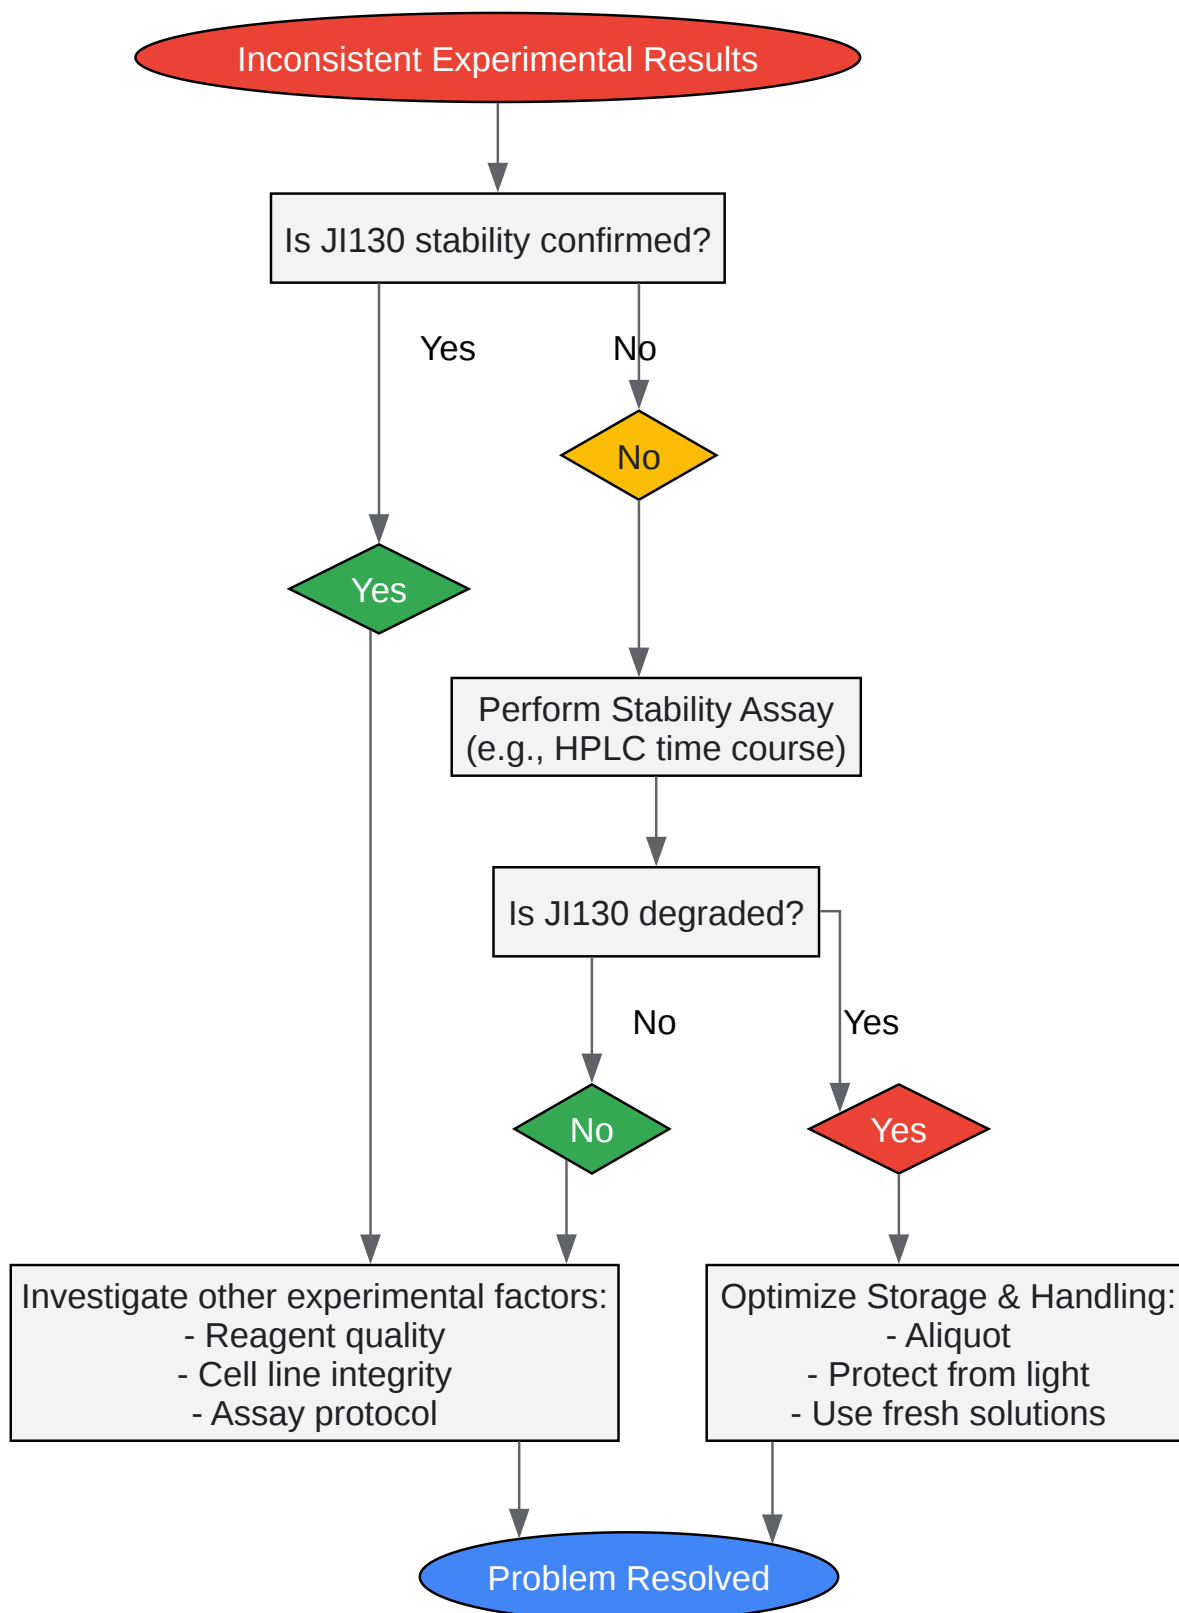 Inconsistent Experimental Results
Is JI130 stability confirmed?
Yes
No
No
Yes
Perform Stability Assay
(e.g., HPLC time course)
Is JI130 degraded?
No
Yes
No
Yes
Investigate other experimental factors:
- Reagent quality
- Cell line integrity
- Assay protocol
Optimize Storage & Handling:
- Aliquot
- Protect from light
- Use fresh solutions
Problem Resolved